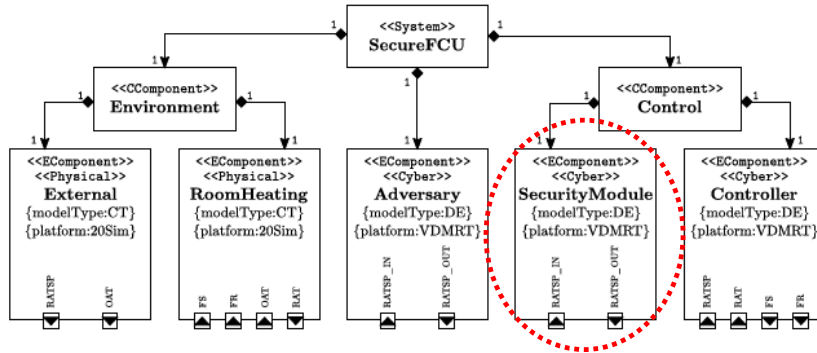 <<System>>
SecureFCU
1
1
1
1
<<CComponent>>
Environment
1
1
1
<<CComponent>>
Control
1
1
1
1
1
1
1
<<EComponent>>
<<Physical>>
External
{modelType:CT}
{platform:20Sim}
RATSP
OAT
<<EComponent>>
<<Physical>>
RoomHeating
{modelType:CT}
{platform:20Sim}
FS
FR
OAT
RAT
<<EComponent>>
<<Cyber>>
Adversary
{modelType:DE}
{platform:VDMRT}
RATSP_IN
RATSP_OUT
<<EComponent>>
<<Cyber>>
SecurityModule
{modelType:DE}
{platform:VDMRT}
RATSP_IN
RATSP_OUT
<<EComponent>>
<<Cyber>>
Controller
{modelType:DE}
{platform:VDMRT}
RATSP
RAT
FS
FR